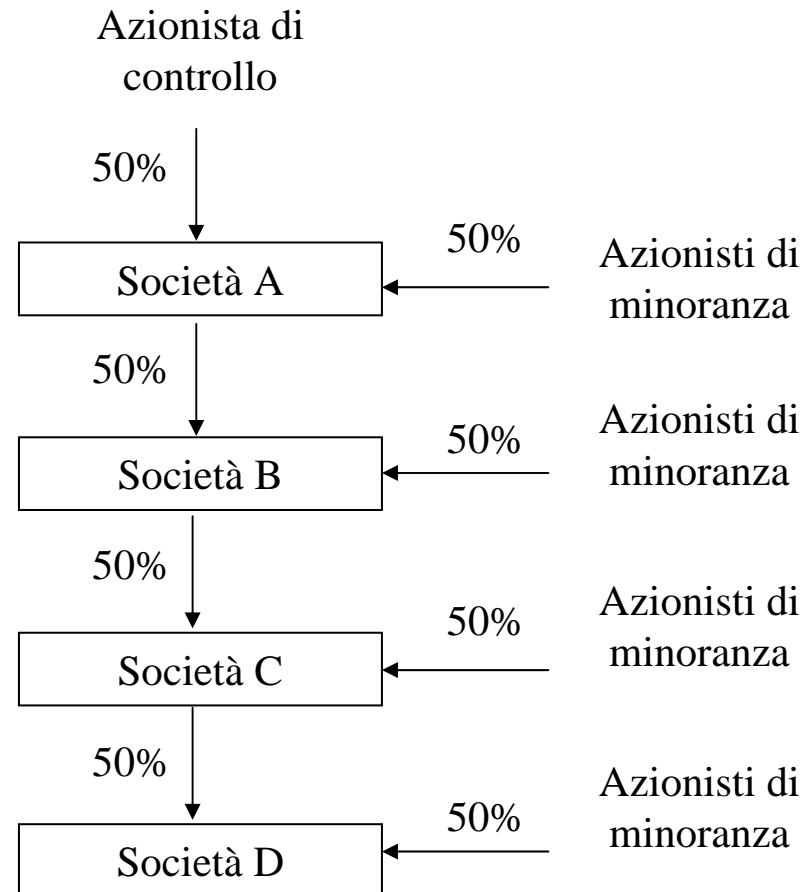 Azionista di
controllo
50%
50%
Società A
Azionisti di
minoranza
50%
50%
Società B
Azionisti di
minoranza
50%
50%
Società C
Azionisti di
minoranza
50%
50%
Società D
Azionisti di
minoranza